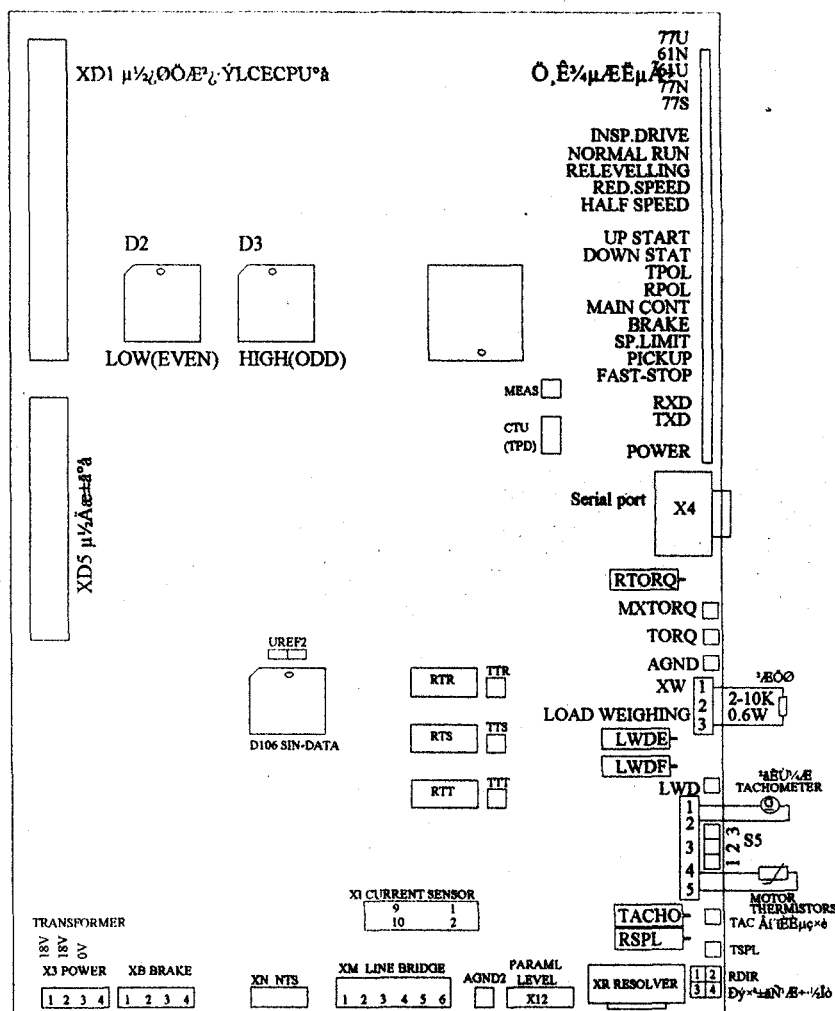 77U
61N
XD1 µ½¿ØÖÆ²¿·ÝLCECPU°å
61U
77N
77S
INSP.DRIVE
NORMAL RUN
RELEVELLING
RED.SPEED
HALF SPEED
D2
D3
UP START
DOWN STAT
TPOL
RPOL
MAIN CONT
BRAKE
SP.LIMIT
PICKUP
FAST-STOP
LOW(EVEN)
HIGH(ODD)
MEAS
RXD
TXD
CTU
(TPD)
POWER
XD5
Serial port
X4
RTORQ
MXTORQ
TORQ
AGND
UREF2
D106 SIN-DATA
RTR
TTR
RTS
TTS
RTT
TTT
XW
1
2
3
2-10K
0.6W
LOAD WEIGHING
LWDE
LWDF
LWD
TACHOMETER
1
2
3
4
5
1 2 3
S5
MOTOR
THERMISTORS
X1 CURRENT SENSOR
9 1
10 2
TACHO
TAC
RSPL
TSPL
TRANSFORMER
18V
18V
0V
X3 POWER
1 2 3 4
XB BRAKE
1 2 3 4
XN NTS
XM LINE BRIDGE
1 2 3 4 5 6
AGND2
PARAML
LEVEL
X12
XR RESOLVER
1 2
3 4
RDIR